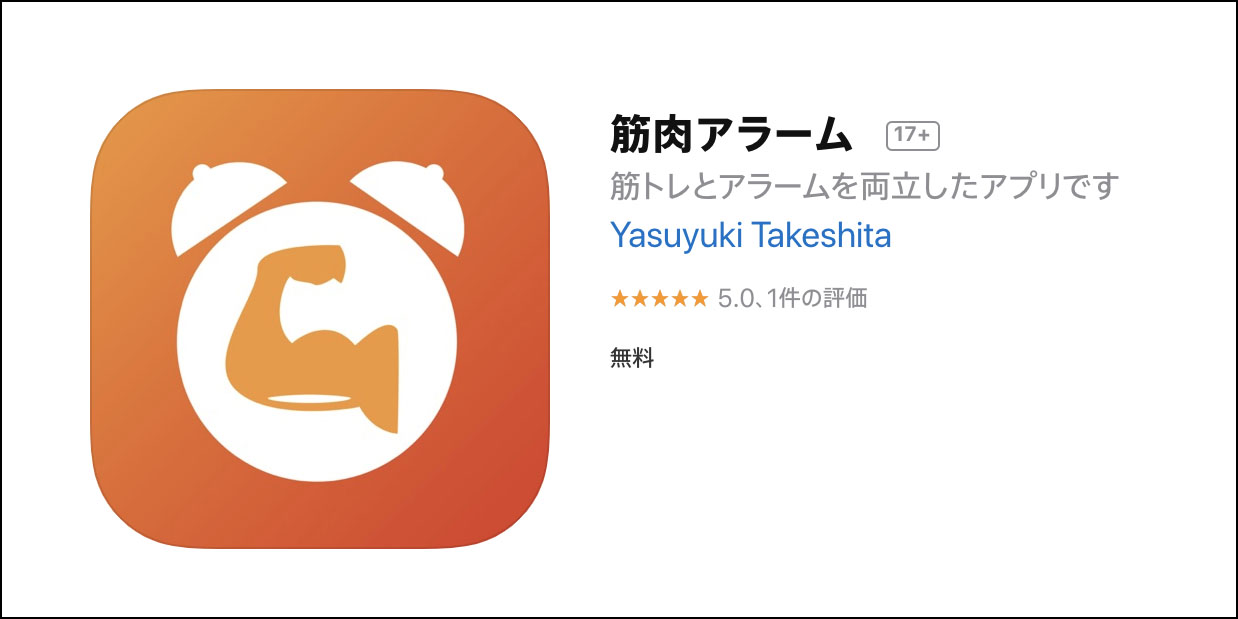 筋肉アラーム 17+
筋トレとアラームを両立したアプリです
Yasuyuki Takeshita
★★★★★ 5.0、1件の評価
無料